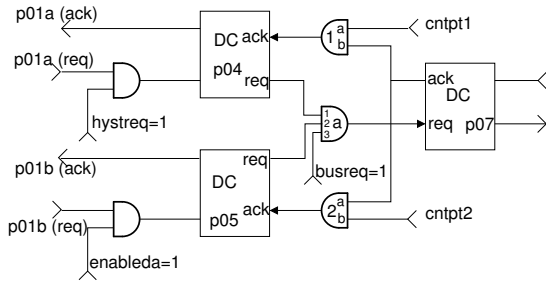 p01a (ack)
cntpt1
DC
ack
1
a
b
p01a (req)
p04
req
ack
DC
hystreq=1
1
2
3
a
req
p07
p01b (ack)
req
DC
busreq=1
p01b (req)
p05
ack
2
a
b
cntpt2
enableda=1